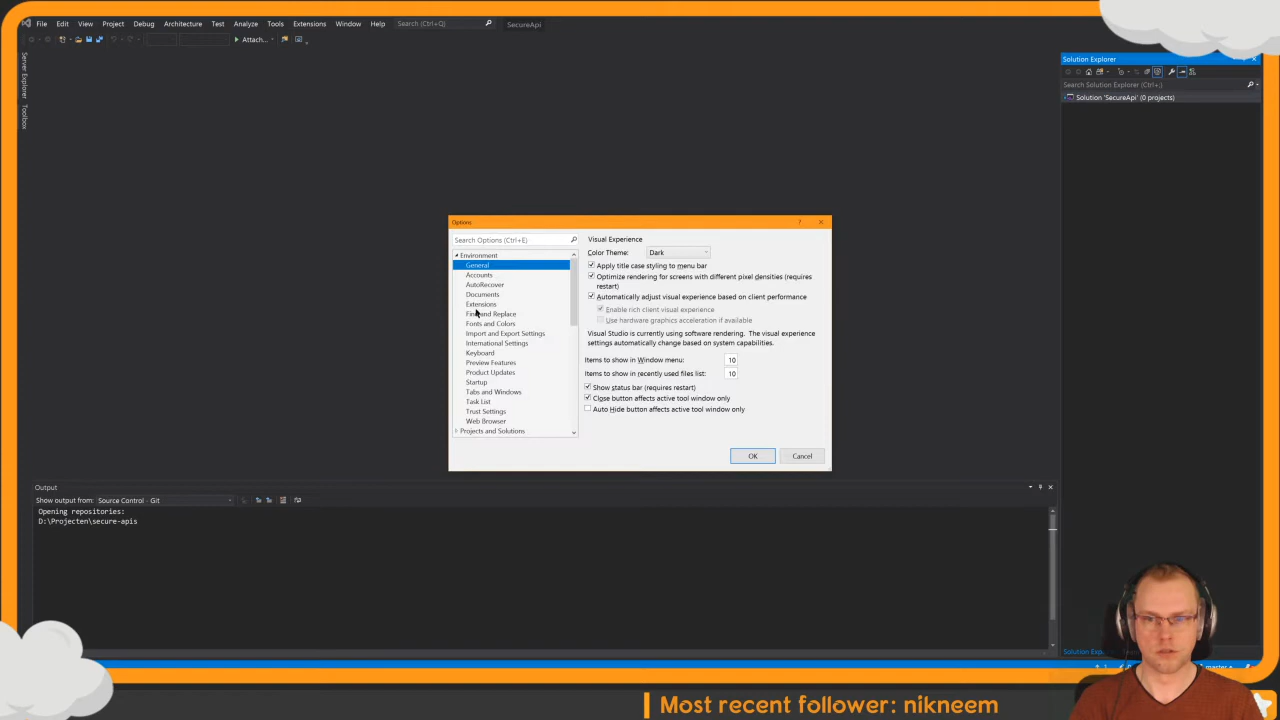 File Edit View Project Debug Architecture Test Analyze Tools Extensions Window Help Search (Ctrl+Q) SecureApi
Attach...
Server Explorer
Toolbox
Solution Explorer
Search Solution Explorer (Ctrl+;)
Solution 'SecureApi' (0 projects)
Options
Search Options (Ctrl+E)
Environment
General
Accounts
AutoRecover
Documents
Extensions
Find and Replace
Fonts and Colors
Import and Export Settings
International Settings
Keyboard
Preview Features
Product Updates
Startup
Tabs and Windows
Task List
Trust Settings
Web Browser
Projects and Solutions
Visual Experience
Color Theme: Dark
Apply title case styling to menu bar
Optimize rendering for screens with different pixel densities (requires
restart)
Automatically adjust visual experience based on client performance
Enable rich client visual experience
Use hardware graphics acceleration if available
Visual Studio is currently using software rendering. The visual experience
settings automatically change based on system capabilities.
Items to show in Window menu: 10
Items to show in recently used files list: 10
Show status bar (requires restart)
Close button affects active tool window only
Auto Hide button affects active tool window only
OK Cancel
Output
Show output from: Source Control - Git
Opening repositories:
D:\Projecten\secure-apis
Solution Exp
master
Most recent follower: nikneem